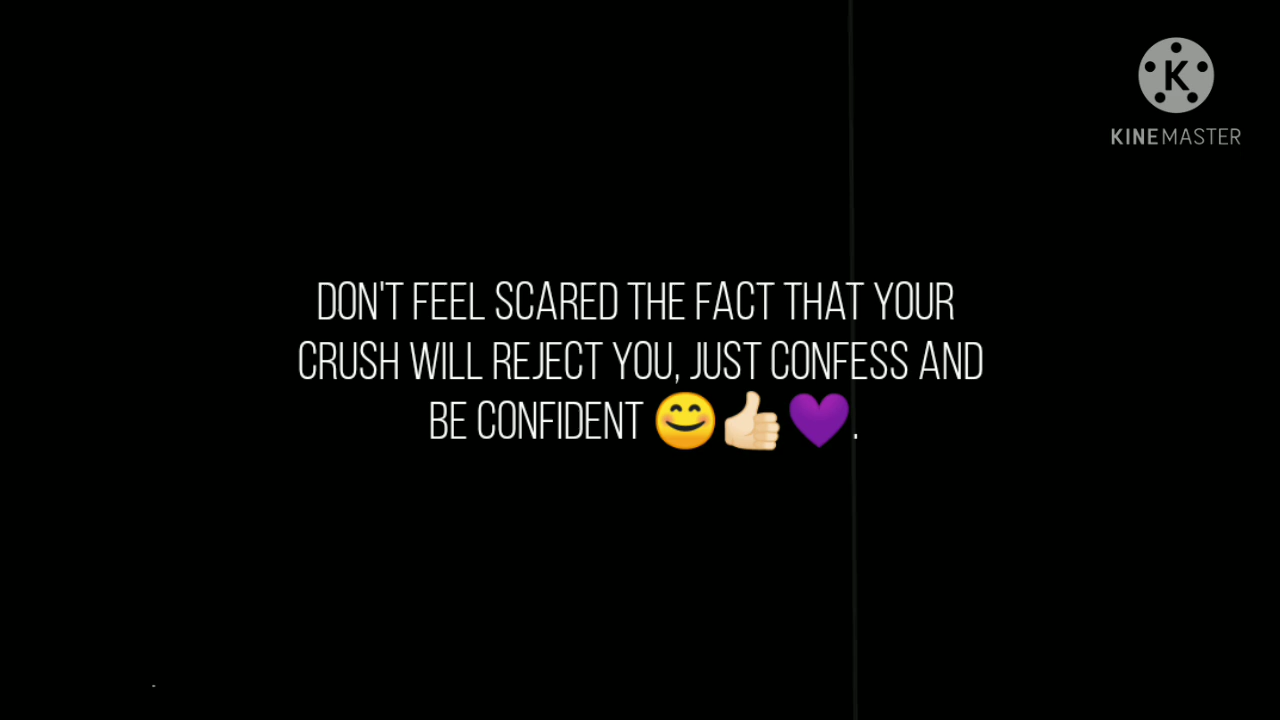 KINEMASTER
DON'T FEEL SCARED THE FACT THAT YOUR
CRUSH WILL REJECT YOU, JUST CONFESS AND
BE CONFIDENT 😊👍🏻💜.